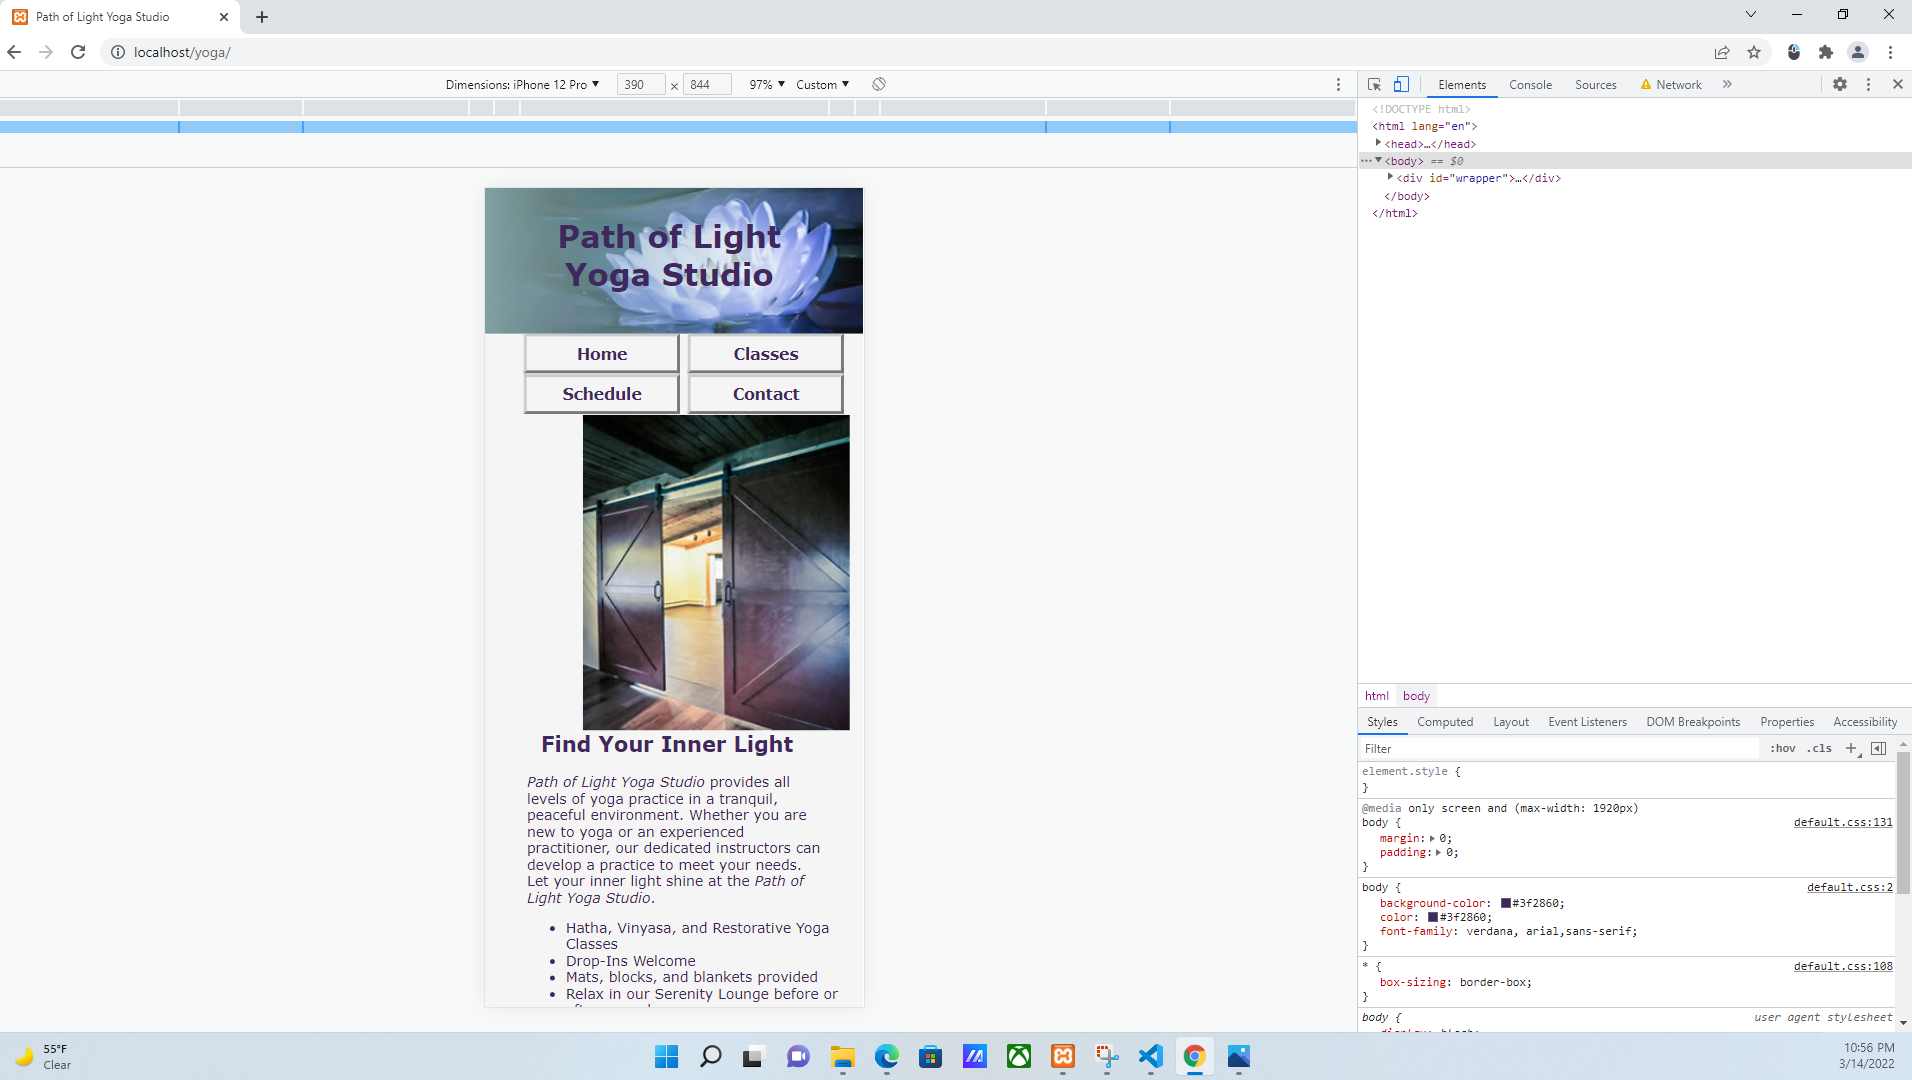 Path of Light Yoga Studio
localhost/yoga/
Dimensions: iPhone 12 Pro ▼ 390 × 844 97% ▼ Custom ▼
Elements Console Sources Network »
<!DOCTYPE html>
<html lang="en">
<head>…</head>
<body> == $0
<div id="wrapper">…</div>
</body>
</html>
Path of Light
Yoga Studio
Home Classes
Schedule Contact
Find Your Inner Light
Path of Light Yoga Studio provides all
levels of yoga practice in a tranquil,
peaceful environment. Whether you are
new to yoga or an experienced
practitioner, our dedicated instructors can
develop a practice to meet your needs.
Let your inner light shine at the Path of
Light Yoga Studio.
• Hatha, Vinyasa, and Restorative Yoga
Classes
• Drop-Ins Welcome
• Mats, blocks, and blankets provided
• Relax in our Serenity Lounge before or
html body
Styles Computed Layout Event Listeners DOM Breakpoints Properties Accessibility
Filter :hov .cls +
element.style {
}
@media only screen and (max-width: 1920px)
body { default.css:131
margin: 0;
padding: 0;
}
body { default.css:2
background-color: #3f2860;
color: #3f2860;
font-family: verdana, arial,sans-serif;
}
* { default.css:108
box-sizing: border-box;
}
body { user agent stylesheet
55°F
Clear
10:56 PM
3/14/2022